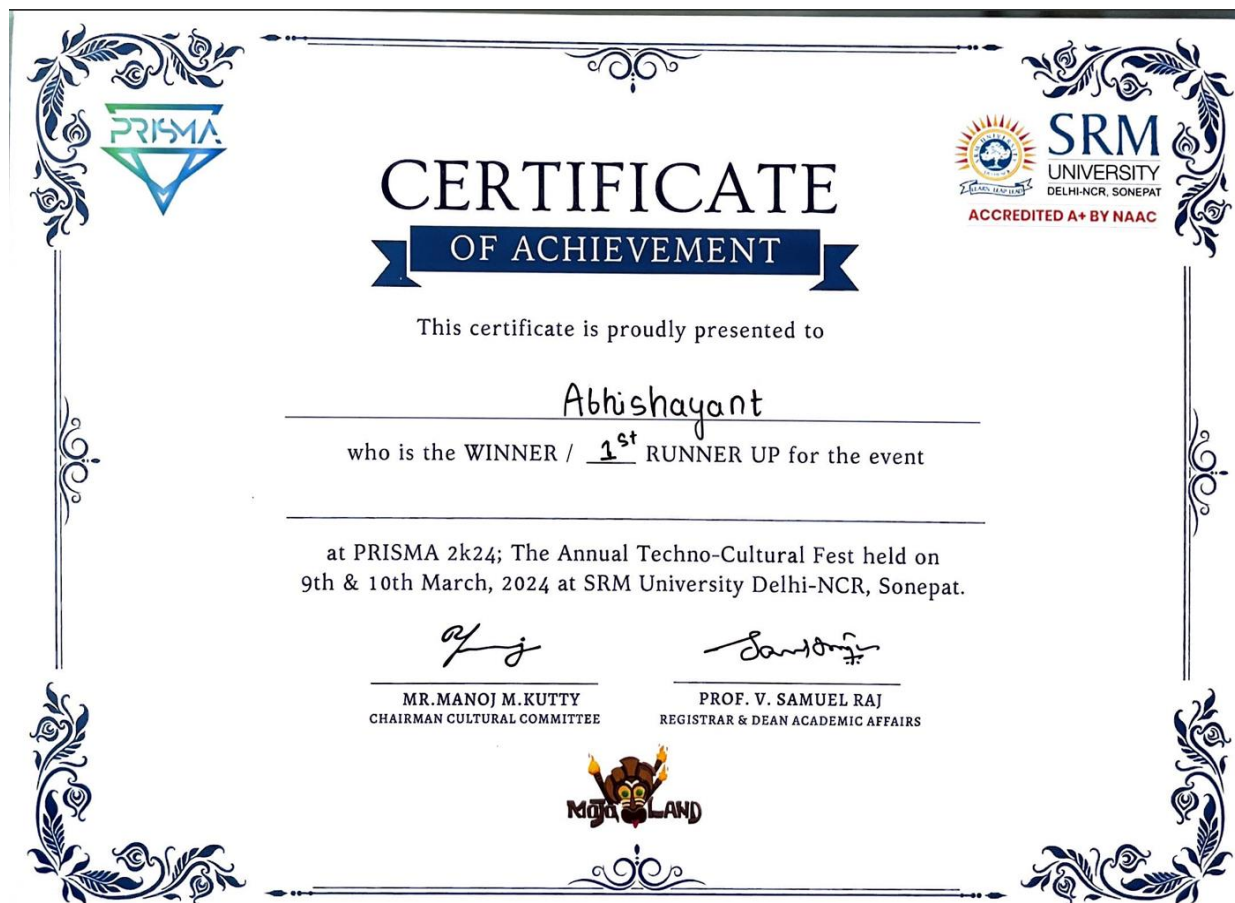 PRISMA
SRM
UNIVERSITY
DELHI-NCR, SONEPAT
LEARN LEAP LEAD
ACCREDITED A+ BY NAAC
CERTIFICATE
OF ACHIEVEMENT
This certificate is proudly presented to
Abhishayant
who is the WINNER / 1st RUNNER UP for the event
at PRISMA 2k24; The Annual Techno-Cultural Fest held on
9th & 10th March, 2024 at SRM University Delhi-NCR, Sonepat.
MR.MANOJ M.KUTTY
CHAIRMAN CULTURAL COMMITTEE
PROF. V. SAMUEL RAJ
REGISTRAR & DEAN ACADEMIC AFFAIRS
MOJO LAND